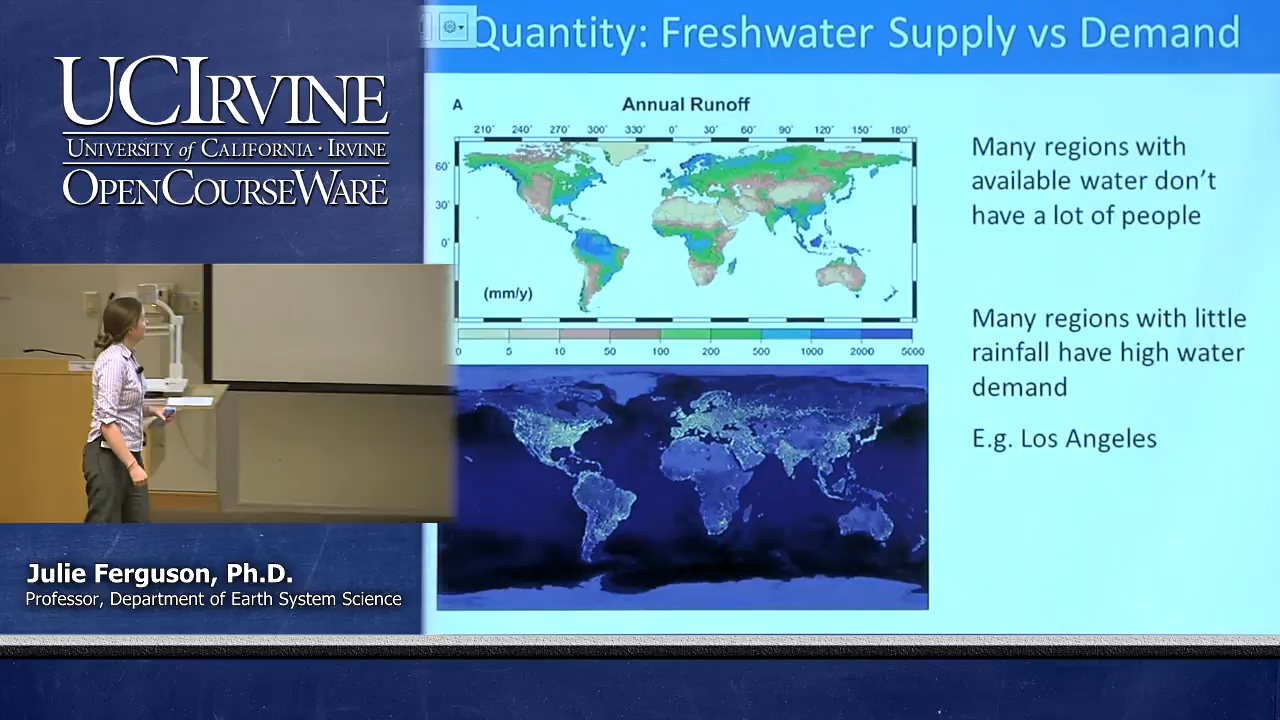 UCIRVINE
UNIVERSITY of CALIFORNIA · IRVINE
OPENCOURSEWARE
Julie Ferguson, Ph.D.
Professor, Department of Earth System Science
Quantity: Freshwater Supply vs Demand
A
Annual Runoff
210° 240° 270° 300° 330° 0° 30° 60° 90° 120° 150° 180°
60°
30°
0°
(mm/y)
0 5 10 50 100 200 500 1000 2000 5000
Many regions with
available water don't
have a lot of people
Many regions with little
rainfall have high water
demand
E.g. Los Angeles